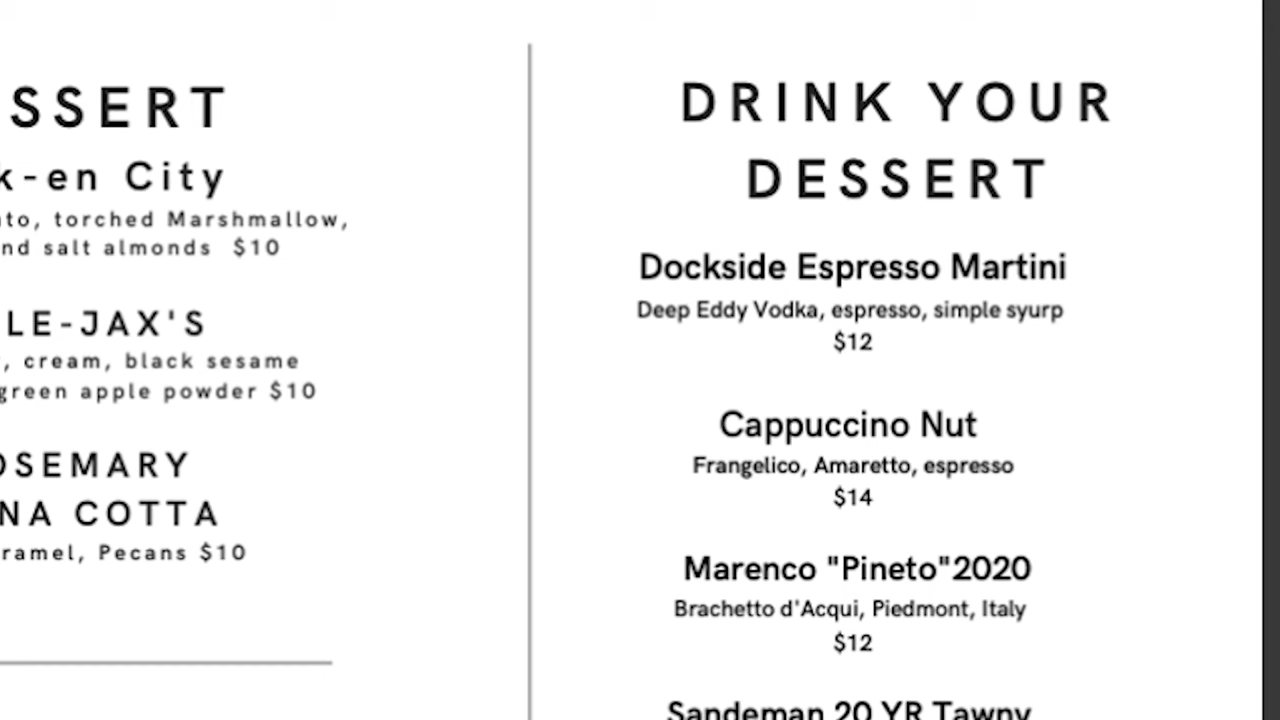 SSERT
k-en City
to, torched Marshmallow,
nd salt almonds $10
LE-JAX'S
, cream, black sesame
green apple powder $10
OSEMARY
NA COTTA
ramel, Pecans $10
DRINK YOUR
DESSERT
Dockside Espresso Martini
Deep Eddy Vodka, espresso, simple syurp
$12
Cappuccino Nut
Frangelico, Amaretto, espresso
$14
Marenco "Pineto"2020
Brachetto d'Acqui, Piedmont, Italy
$12
Sandeman 20 YR Tawny